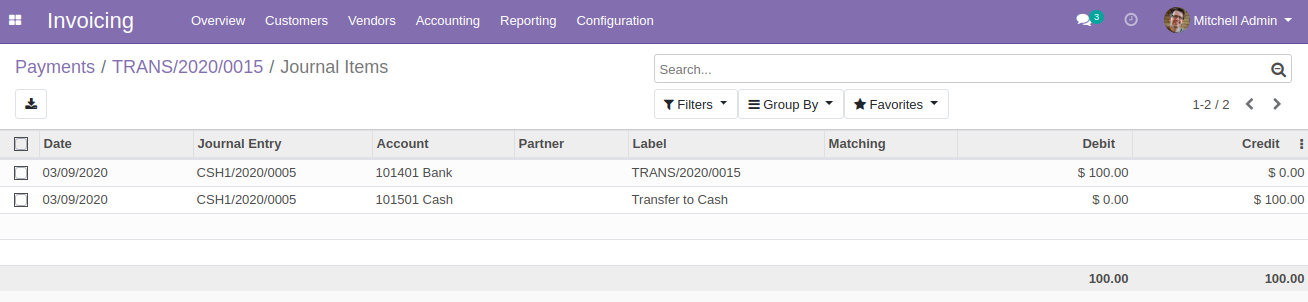 Invoicing Overview Customers Vendors Accounting Reporting Configuration 3 Mitchell Admin
Payments / TRANS/2020/0015 / Journal Items Search...
Filters Group By Favorites 1-2 / 2
Date Journal Entry Account Partner Label Matching Debit Credit
03/09/2020 CSH1/2020/0005 101401 Bank TRANS/2020/0015 $ 100.00 $ 0.00
03/09/2020 CSH1/2020/0005 101501 Cash Transfer to Cash $ 0.00 $ 100.00
100.00 100.00